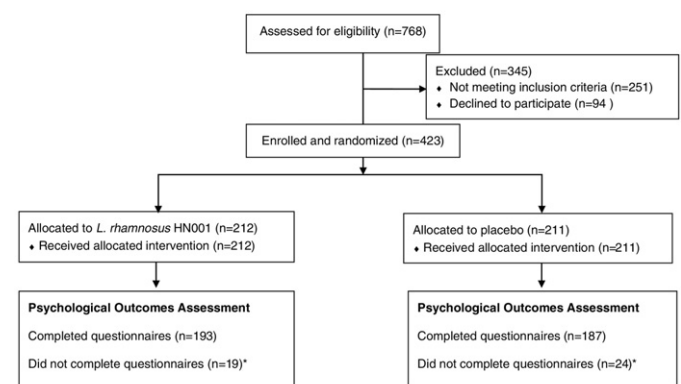 Assessed for eligibility (n=768)
Excluded (n=345)
⬧ Not meeting inclusion criteria (n=251)
⬧ Declined to participate (n=94 )
Enrolled and randomized (n=423)
Allocated to L. rhamnosus HN001 (n=212)
⬧ Received allocated intervention (n=212)
Allocated to placebo (n=211)
⬧ Received allocated intervention (n=211)
Psychological Outcomes Assessment
Completed questionnaires (n=193)
Did not complete questionnaires (n=19)*
Psychological Outcomes Assessment
Completed questionnaires (n=187)
Did not complete questionnaires (n=24)*